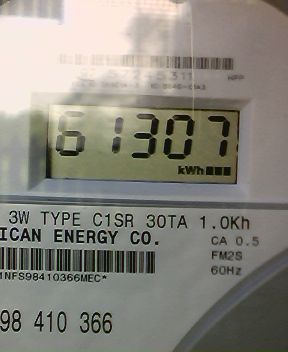 61307
kWh
3W TYPE C1SR 30TA 1.0Kh
ICAN ENERGY CO.
CA 0.5
FM2S
60Hz
1NFS98410366MEC*
98 410 366